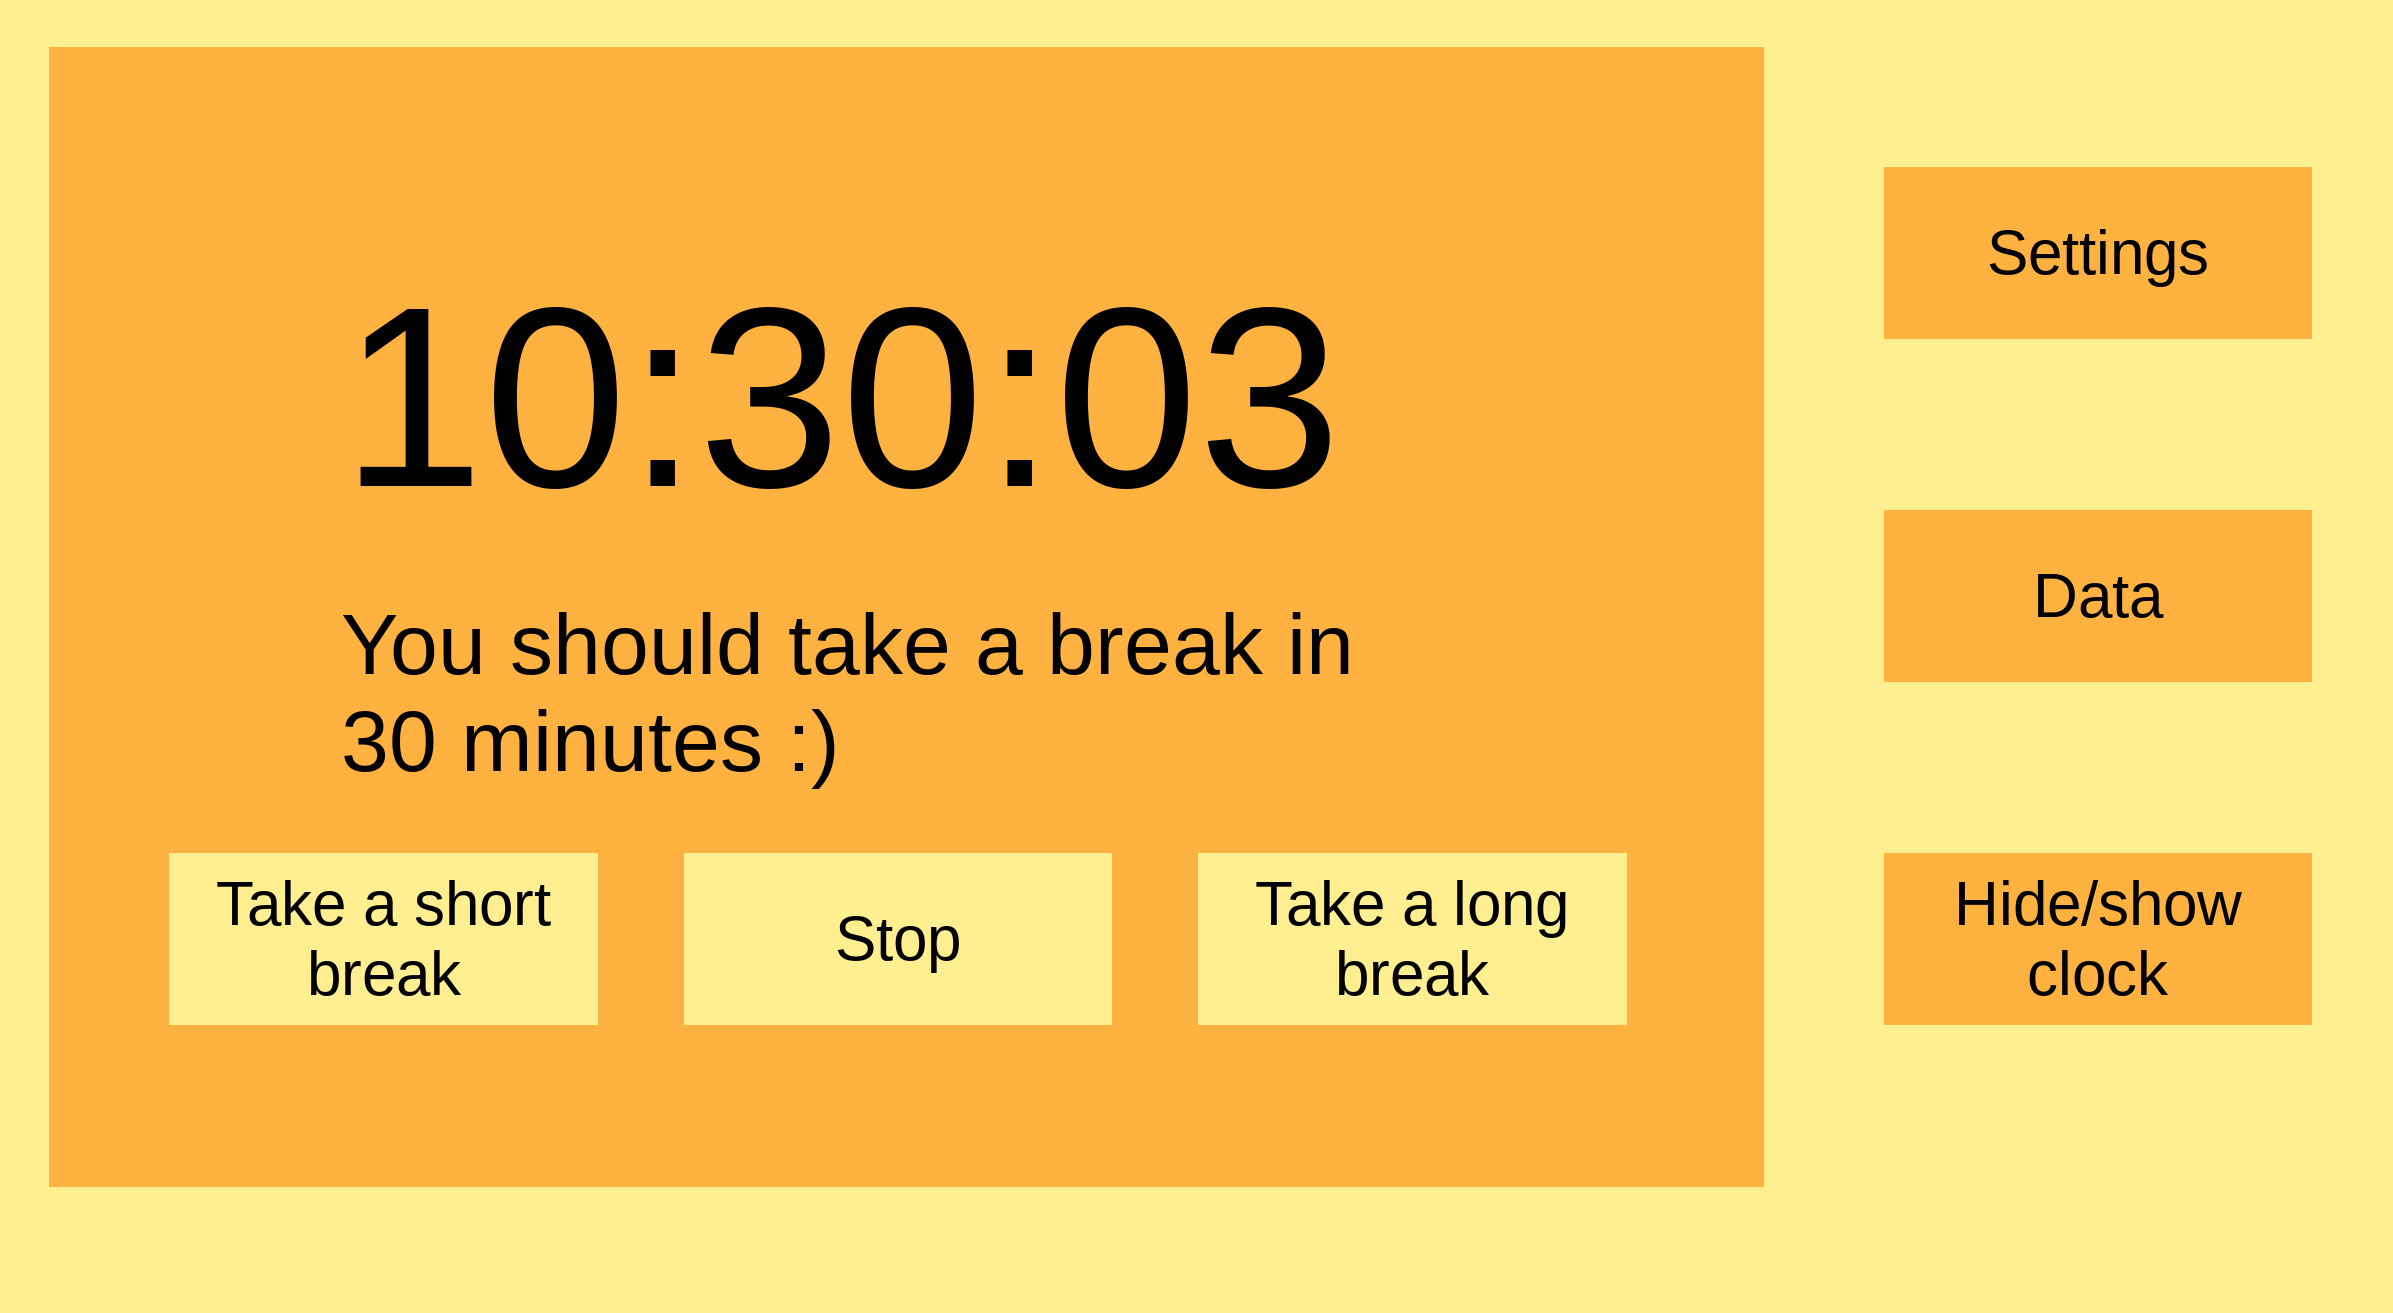 10:30:03
You should take a break in
30 minutes :)
Take a short
break
Stop
Take a long
break
Settings
Data
Hide/show
clock